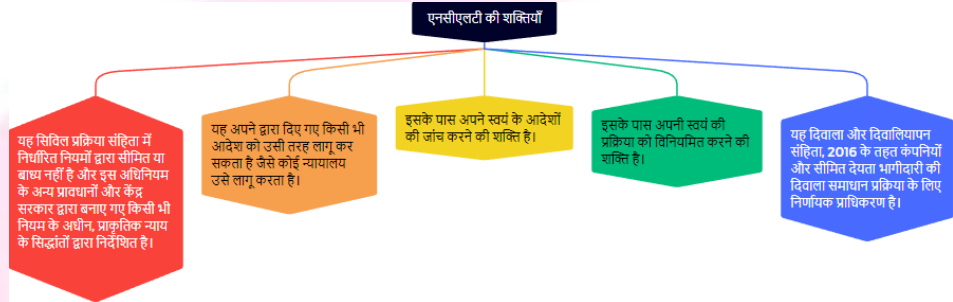 एनसीएलटी की शक्तियाँ
यह सिविल प्रक्रिया संहिता में
निर्धारित नियमों द्वारा सीमित या
बाध्य नहीं है और इस अधिनियम
के अन्य प्रावधानों और केंद्र
सरकार द्वारा बनाए गए किसी भी
नियम के अधीन, प्राकृतिक न्याय
के सिद्धांतों द्वारा निर्देशित है।
यह अपने द्वारा दिए गए किसी भी
आदेश को उसी तरह लागू कर
सकता है जैसे कोई न्यायालय
उसे लागू करता है।
इसके पास अपने स्वयं के आदेशों
की जांच करने की शक्ति है।
इसके पास अपनी स्वयं की
प्रक्रिया को विनियमित करने की
शक्ति है।
यह दिवाला और दिवालियापन
संहिता, 2016 के तहत कंपनियों
और सीमित देयता भागीदारी की
दिवाला समाधान प्रक्रिया के लिए
निर्णायक प्राधिकरण है।